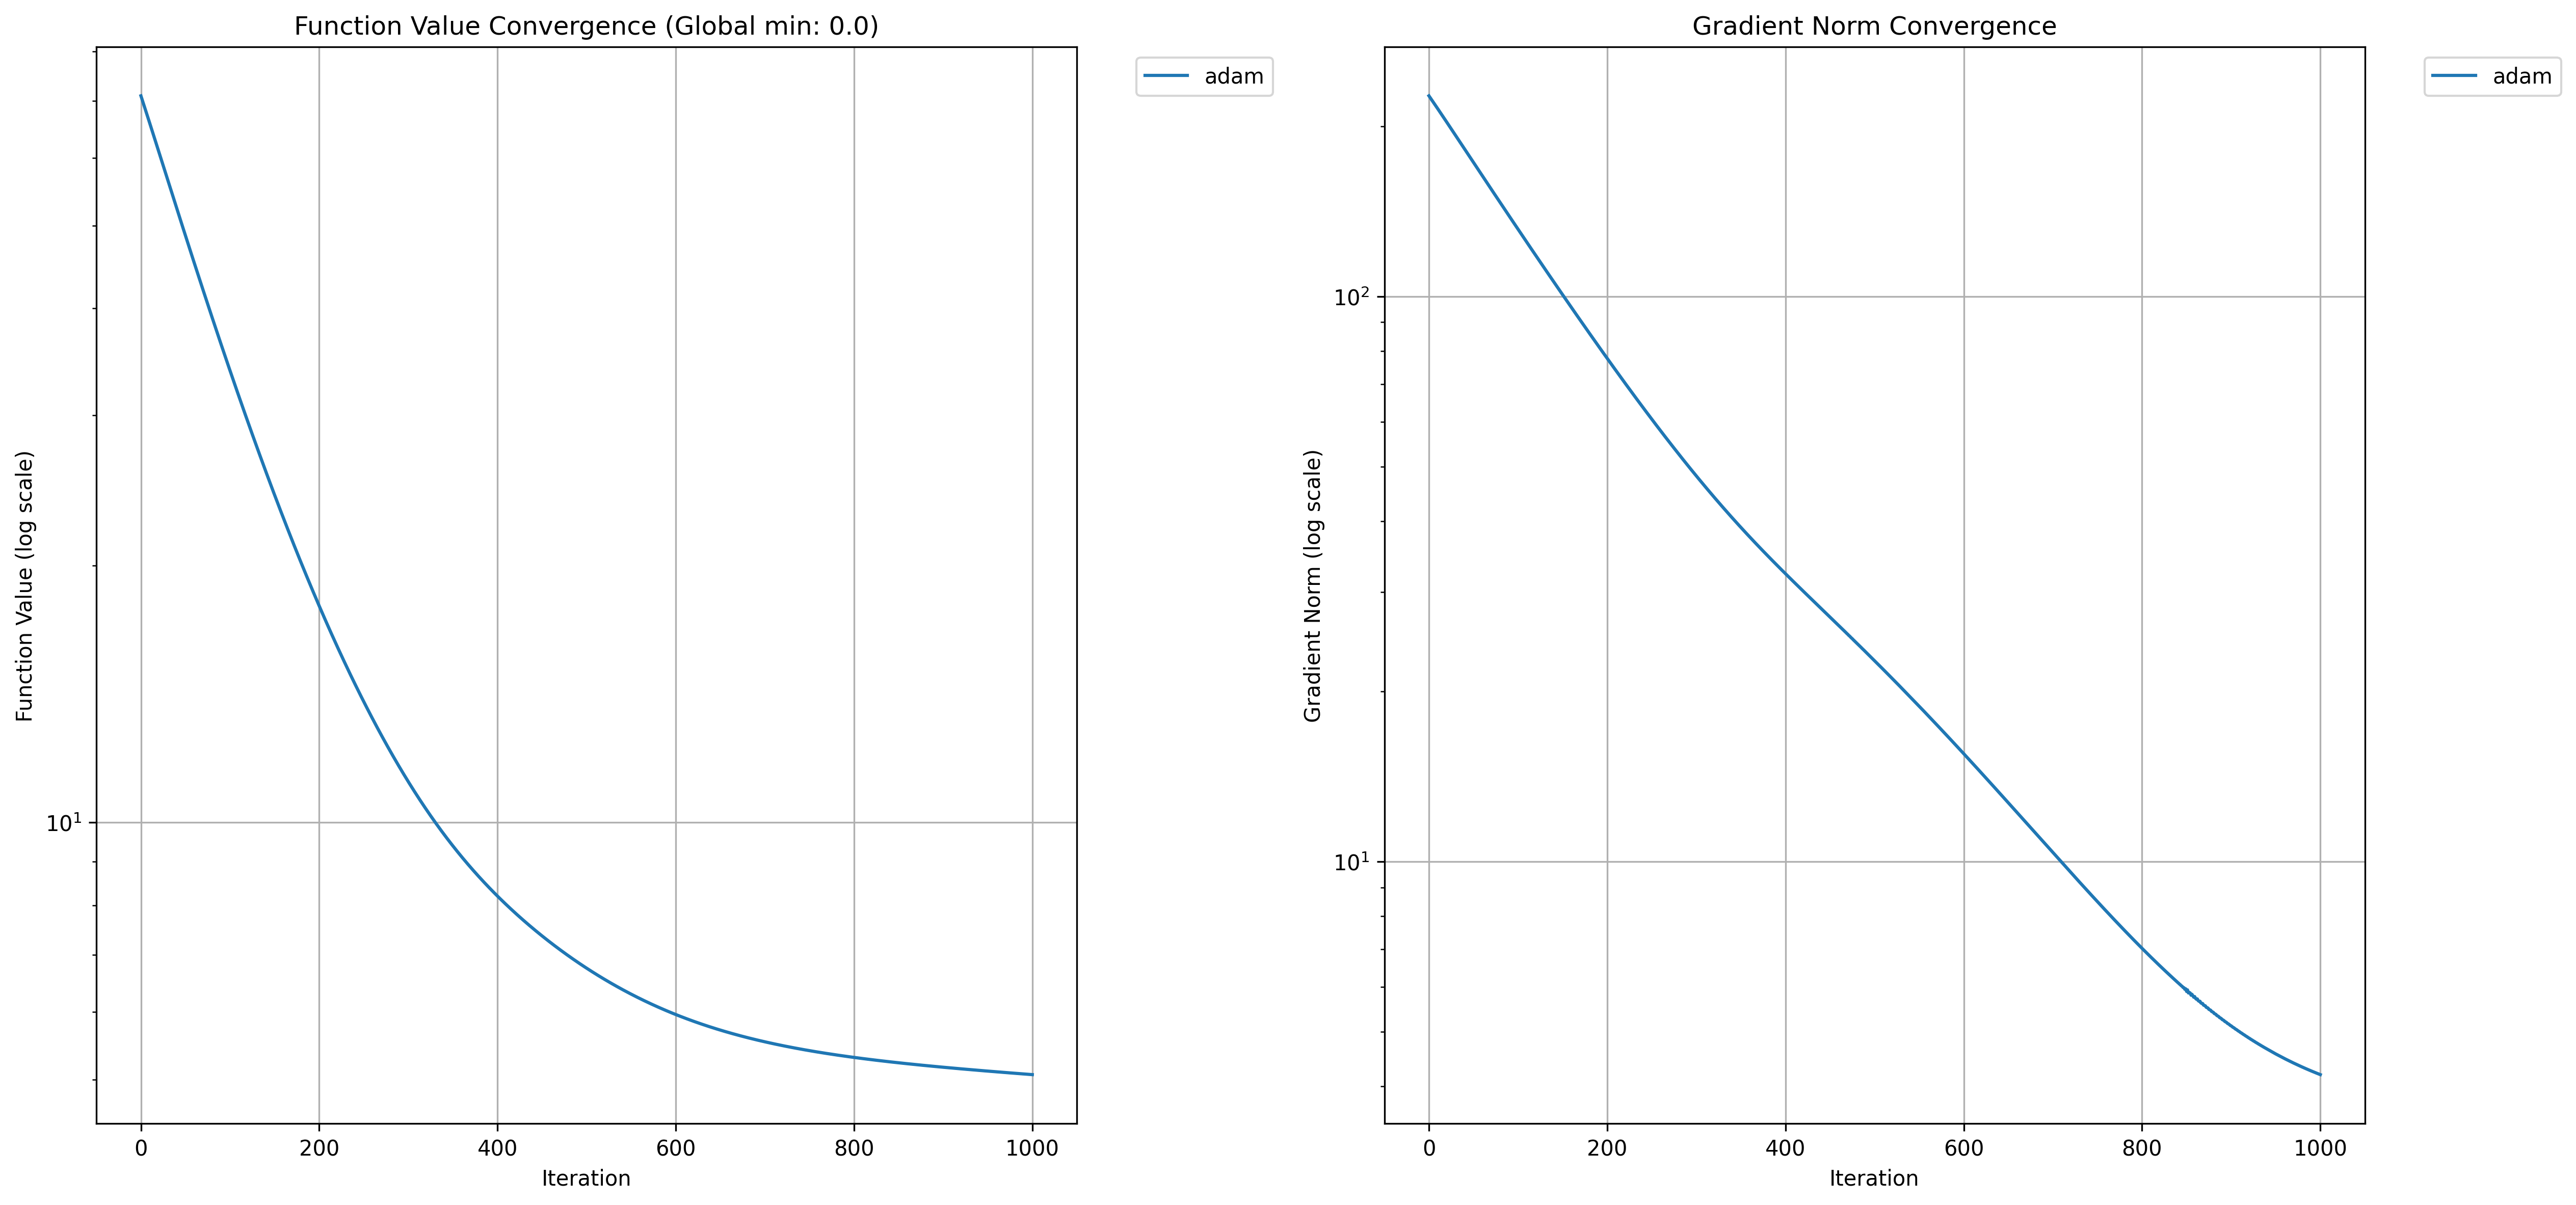 Function Value Convergence (Global min: 0.0)
adam
Function Value (log scale)
10¹
0 200 400 600 800 1000
Iteration
Gradient Norm Convergence
adam
Gradient Norm (log scale)
10²
10¹
0 200 400 600 800 1000
Iteration